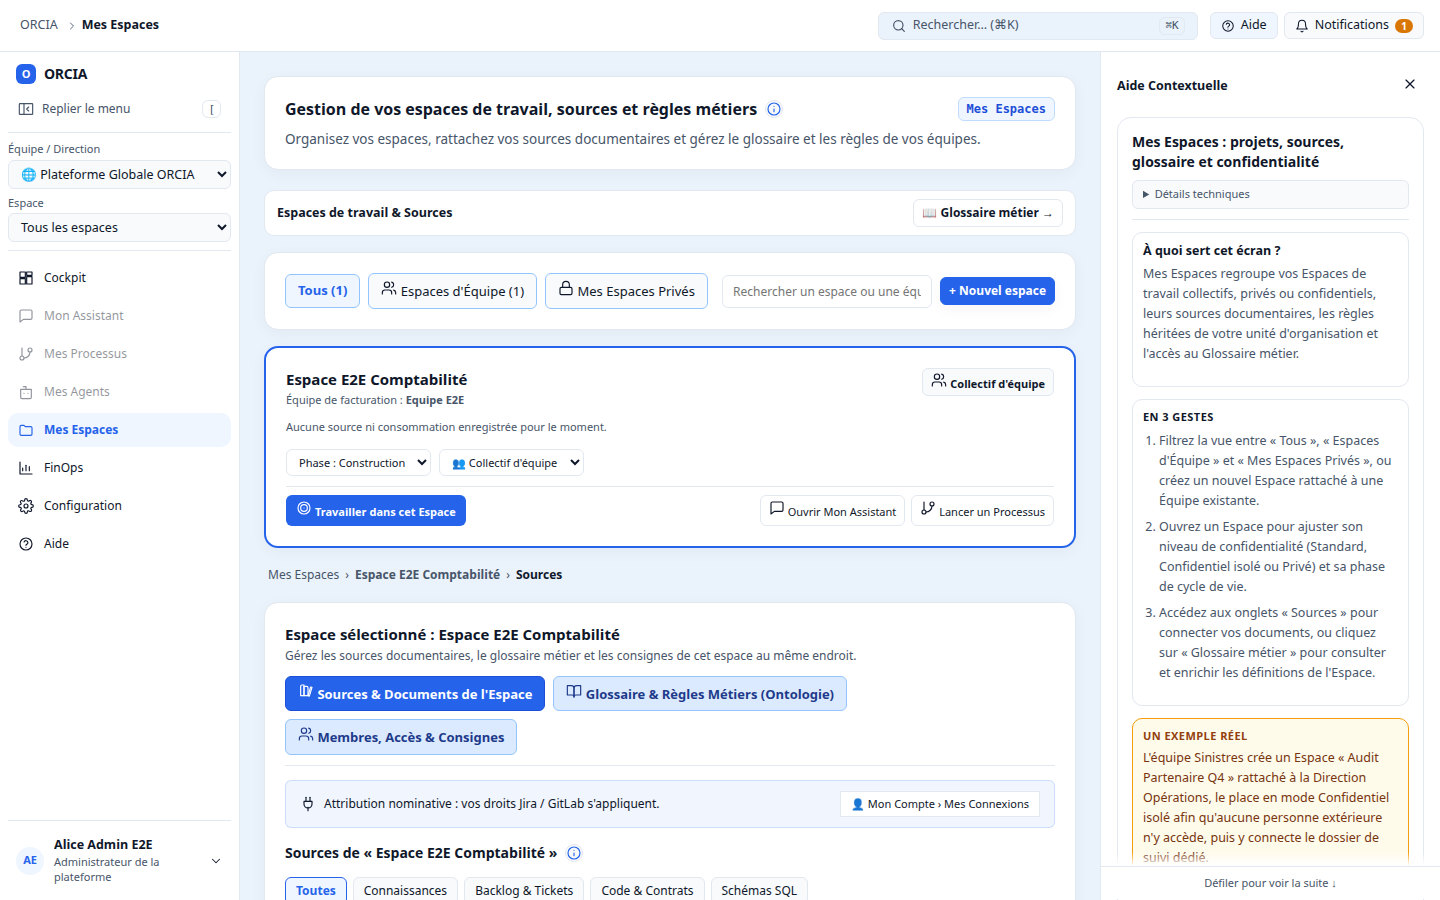 ORCIA › Mes Espaces
Rechercher... (⌘K) ⌘K
Aide
Notifications 1
O ORCIA
Replier le menu [
Équipe / Direction
🌐 Plateforme Globale ORCIA
Espace
Tous les espaces
Cockpit
Mon Assistant
Mes Processus
Mes Agents
Mes Espaces
FinOps
Configuration
Aide
AE
Alice Admin E2E
Administrateur de la
plateforme
Gestion de vos espaces de travail, sources et règles métiers
Mes Espaces
Organisez vos espaces, rattachez vos sources documentaires et gérez le glossaire et les règles de vos équipes.
Espaces de travail & Sources
📖 Glossaire métier →
Tous (1)
Espaces d'Équipe (1)
Mes Espaces Privés
Rechercher un espace ou une équ
+ Nouvel espace
Espace E2E Comptabilité
Collectif d'équipe
Équipe de facturation : Equipe E2E
Aucune source ni consommation enregistrée pour le moment.
Phase : Construction
👥 Collectif d'équipe
Travailler dans cet Espace
Ouvrir Mon Assistant
Lancer un Processus
Mes Espaces › Espace E2E Comptabilité › Sources
Espace sélectionné : Espace E2E Comptabilité
Gérez les sources documentaires, le glossaire métier et les consignes de cet espace au même endroit.
Sources & Documents de l'Espace
Glossaire & Règles Métiers (Ontologie)
Membres, Accès & Consignes
Attribution nominative : vos droits Jira / GitLab s'appliquent.
👤 Mon Compte › Mes Connexions
Sources de « Espace E2E Comptabilité »
Toutes
Connaissances
Backlog & Tickets
Code & Contrats
Schémas SQL
Aide Contextuelle
Mes Espaces : projets, sources,
glossaire et confidentialité
▶ Détails techniques
À quoi sert cet écran ?
Mes Espaces regroupe vos Espaces de
travail collectifs, privés ou confidentiels,
leurs sources documentaires, les règles
héritées de votre unité d'organisation et
l'accès au Glossaire métier.
EN 3 GESTES
1. Filtrez la vue entre « Tous », « Espaces
d'Équipe » et « Mes Espaces Privés », ou
créez un nouvel Espace rattaché à une
Équipe existante.
2. Ouvrez un Espace pour ajuster son
niveau de confidentialité (Standard,
Confidentiel isolé ou Privé) et sa phase
de cycle de vie.
3. Accédez aux onglets « Sources » pour
connecter vos documents, ou cliquez
sur « Glossaire métier » pour consulter
et enrichir les définitions de l'Espace.
UN EXEMPLE RÉEL
L'équipe Sinistres crée un Espace « Audit
Partenaire Q4 » rattaché à la Direction
Opérations, le place en mode Confidentiel
isolé afin qu'aucune personne extérieure
n'y accède, puis y connecte le dossier de
suivi dédié.
Défiler pour voir la suite ↓